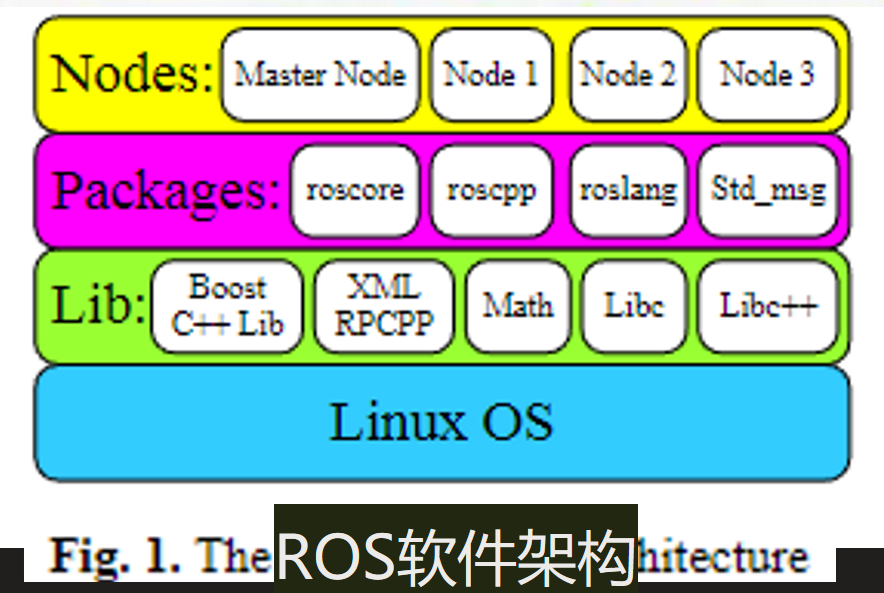 Nodes: Master Node Node 1 Node 2 Node 3
Packages: roscore roscpp roslang Std_msg
Lib: Boost C++ Lib XML RPCPP Math Libc Libc++
Linux OS
Fig. 1. The ROS软件架构 hitecture